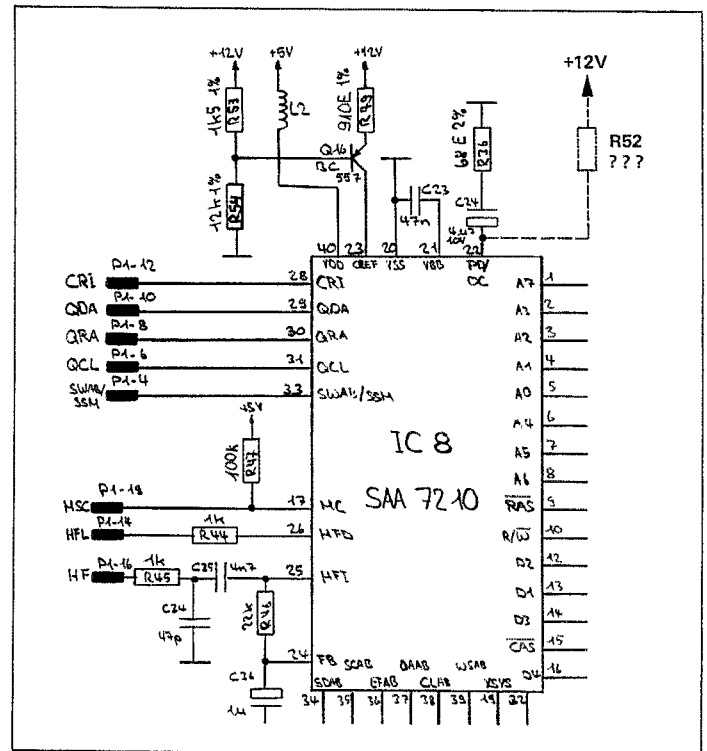 +12V +5V +12V
+12V
1k5 1% R53
L2
910E 1% R49
68E 2% R36
R52
???
Q16
BC
557
12k 1% R54
C23
47n
C24
4µ7
10V
40 23 20 21 22
VDD CREF VSS VBB PD/
OC
CRI P1-12 28 CRI
QDA P1-10 29 QDA
QRA P1-8 30 QRA
QCL P1-6 31 QCL
SWAB/
SSM P1-4 33 SWAB/SSM
+5V
100k R47
MSC P1-18 17 MC
HFL P1-14 1k R44 26 HFD
HF P1-16 1k R45 C25 4n7 25 HFI
C24
47p
22k R46
24 FB
C36
1µ
IC 8
SAA 7210
A7 1
A3 2
A2 3
A1 4
A0 5
A4 6
A5 7
A6 8
RAS 9
R/W 10
D2 12
D1 13
D3 14
CAS 15
D4 16
SCAB DAAB WSAB
SDAB EFAB CLAB XSYS
34 35 36 37 38 39 19 32